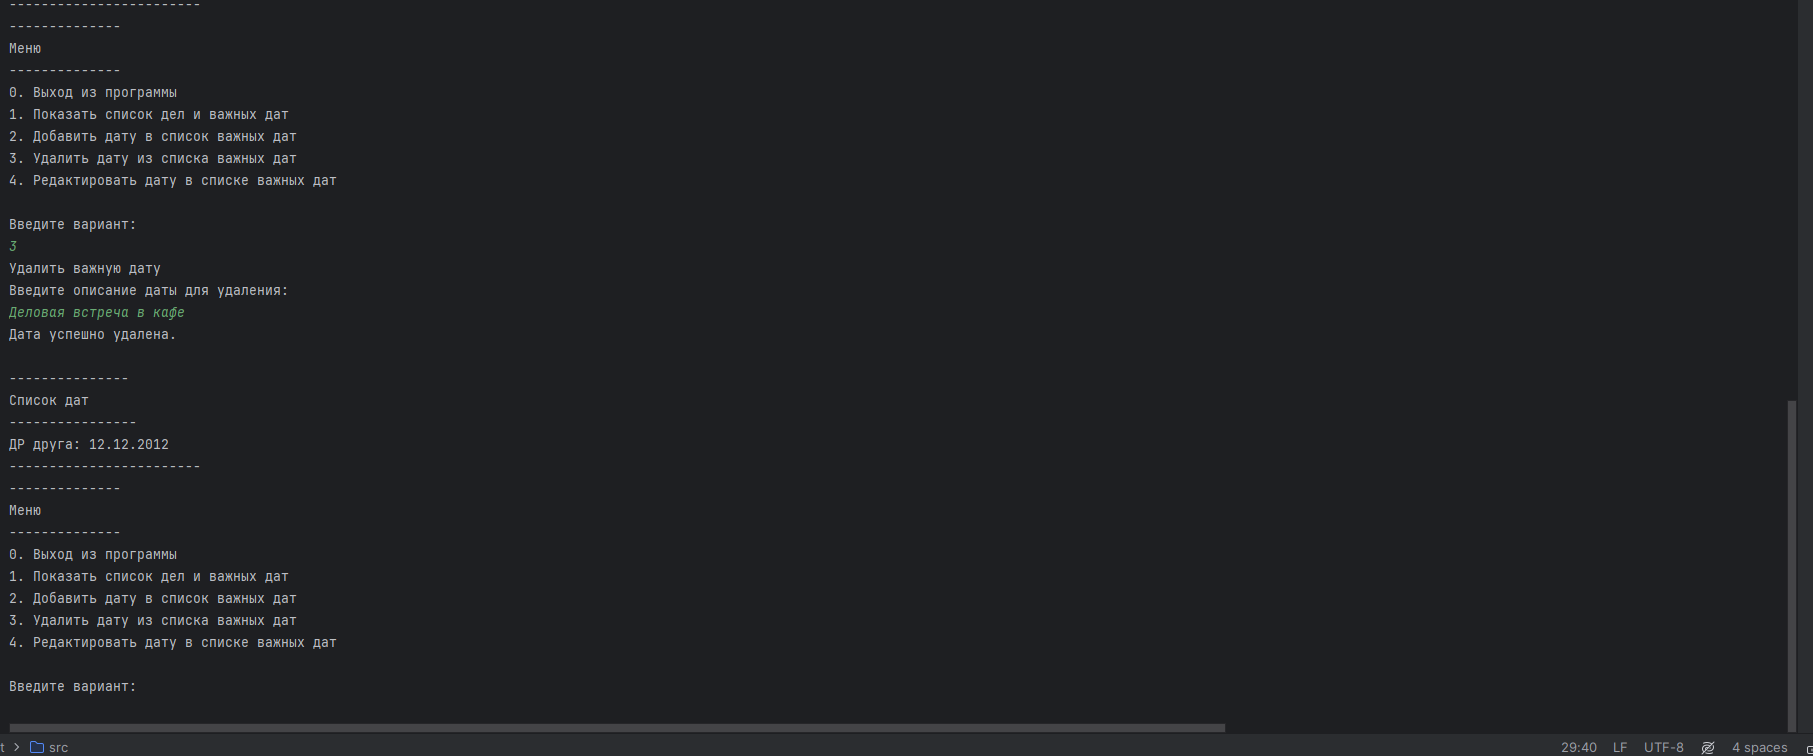 ------------------------
--------------
Меню
--------------
0. Выход из программы
1. Показать список дел и важных дат
2. Добавить дату в список важных дат
3. Удалить дату из списка важных дат
4. Редактировать дату в списке важных дат
Введите вариант:
3
Удалить важную дату
Введите описание даты для удаления:
Деловая встреча в кафе
Дата успешно удалена.
---------------
Список дат
----------------
ДР друга: 12.12.2012
------------------------
--------------
Меню
--------------
0. Выход из программы
1. Показать список дел и важных дат
2. Добавить дату в список важных дат
3. Удалить дату из списка важных дат
4. Редактировать дату в списке важных дат
Введите вариант:
t > src 29:40 LF UTF-8 4 spaces